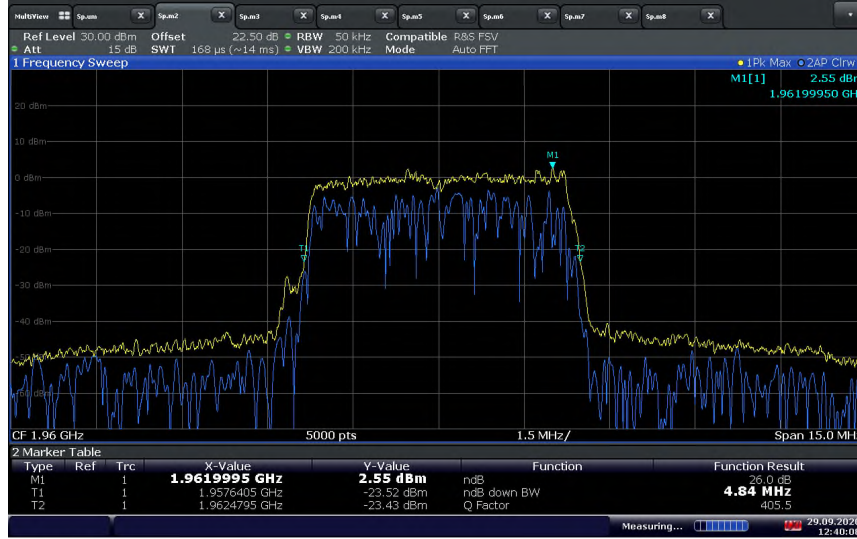 MultiView Sp.um X Sp.m2 X Sp.m3 X Sp.m4 X Sp.m5 X Sp.m6 X Sp.m7 X Sp.m8 X
Ref Level 30.00 dBm Offset 22.50 dB RBW 50 kHz Compatible R&S FSV
Att 15 dB SWT 168 µs (~14 ms) VBW 200 kHz Mode Auto FFT
1 Frequency Sweep 1Pk Max 2AP Clrw
M1[1] 2.55 dBm
1.96199950 GH
20 dBm
10 dBm
M1
0 dBm
-10 dBm
-20 dBm
T1 T2
-30 dBm
-40 dBm
-50 dBm
-60 dBm
CF 1.96 GHz 5000 pts 1.5 MHz/ Span 15.0 MH
2 Marker Table
Type Ref Trc X-Value Y-Value Function Function Result
M1 1 1.9619995 GHz 2.55 dBm ndB 26.0 dB
T1 1 1.9576405 GHz -23.52 dBm ndB down BW 4.84 MHz
T2 1 1.9624795 GHz -23.43 dBm Q Factor 405.5
Measuring... 29.09.2020
12:40:08